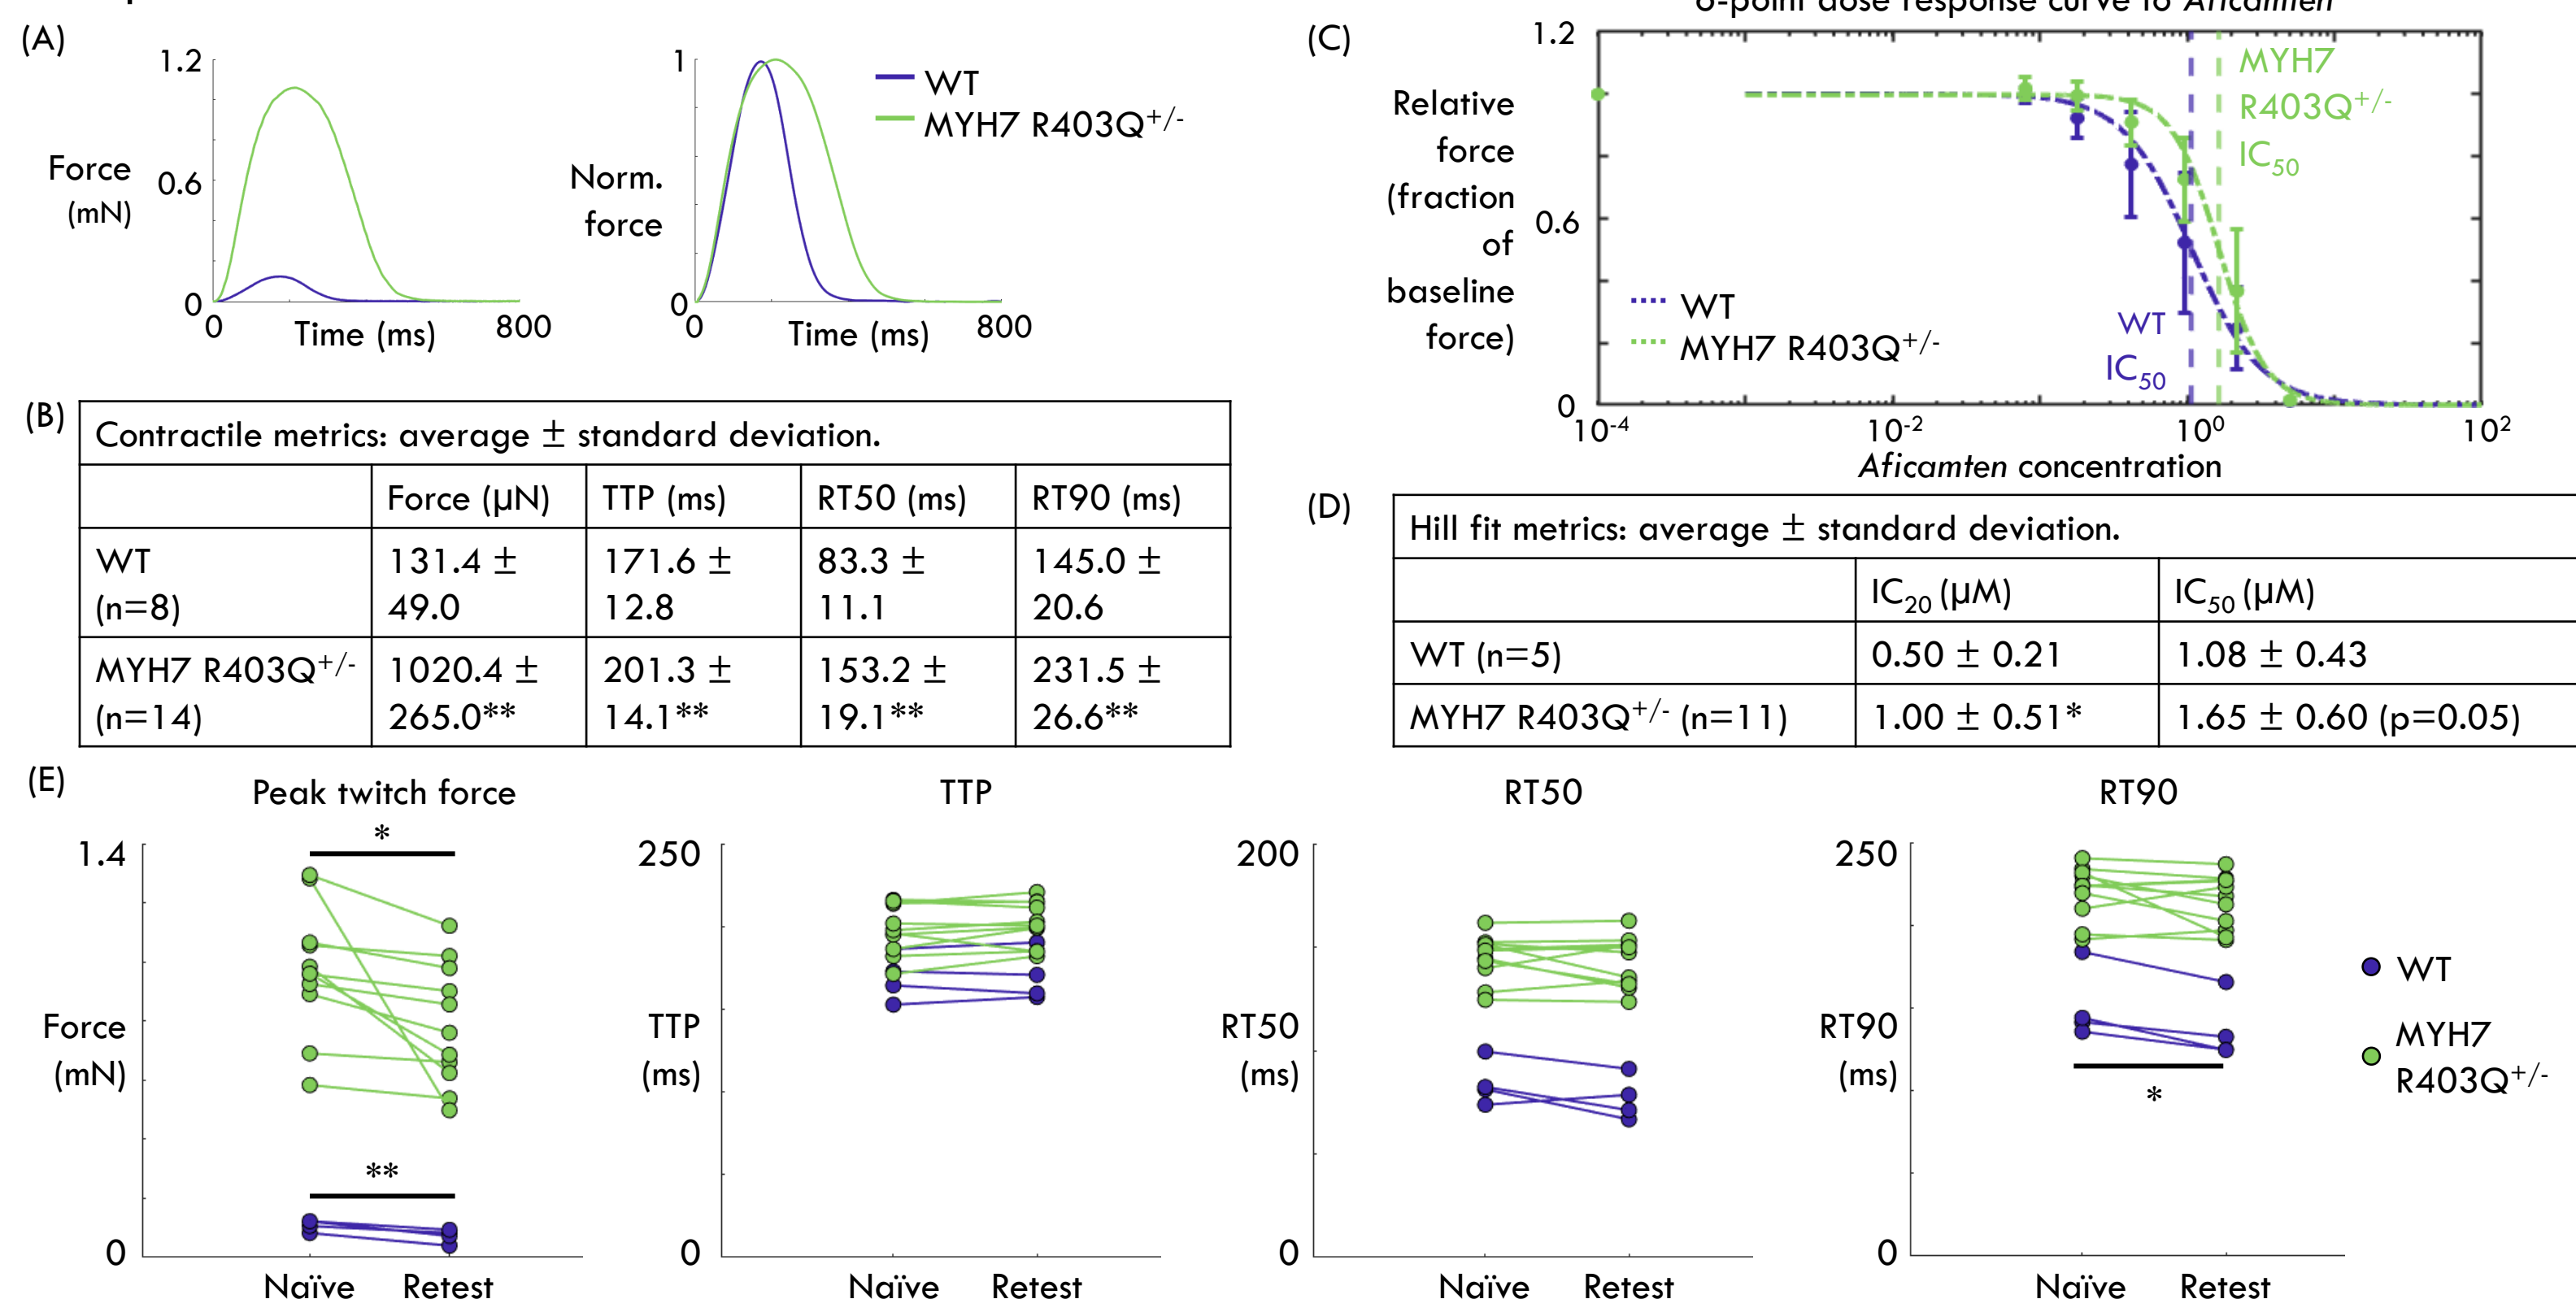 (A)
1.2
0.6
0
Force
(mN)
0
Time (ms)
800
1
0
Norm.
force
0
Time (ms)
800
WT
MYH7 R403Q+/-
(B)
Contractile metrics: average ± standard deviation.
Force (µN) TTP (ms) RT50 (ms) RT90 (ms)
WT
(n=8)
131.4 ±
49.0
171.6 ±
12.8
83.3 ±
11.1
145.0 ±
20.6
MYH7 R403Q+/-
(n=14)
1020.4 ±
265.0**
201.3 ±
14.1**
153.2 ±
19.1**
231.5 ±
26.6**
(C)
6-point dose response curve to Aficamten
1.2
0.6
0
Relative
force
(fraction
of
baseline
force)
MYH7
R403Q+/-
IC50
WT
IC50
WT
MYH7 R403Q+/-
10-4 10-2 100 102
Aficamten concentration
(D)
Hill fit metrics: average ± standard deviation.
IC20 (µM) IC50 (µM)
WT (n=5) 0.50 ± 0.21 1.08 ± 0.43
MYH7 R403Q+/- (n=11) 1.00 ± 0.51* 1.65 ± 0.60 (p=0.05)
(E)
Peak twitch force
*
**
1.4
Force
(mN)
0
Naïve Retest
TTP
250
TTP
(ms)
0
Naïve Retest
RT50
200
RT50
(ms)
0
Naïve Retest
RT90
250
RT90
(ms)
0
*
Naïve Retest
WT
MYH7
R403Q+/-